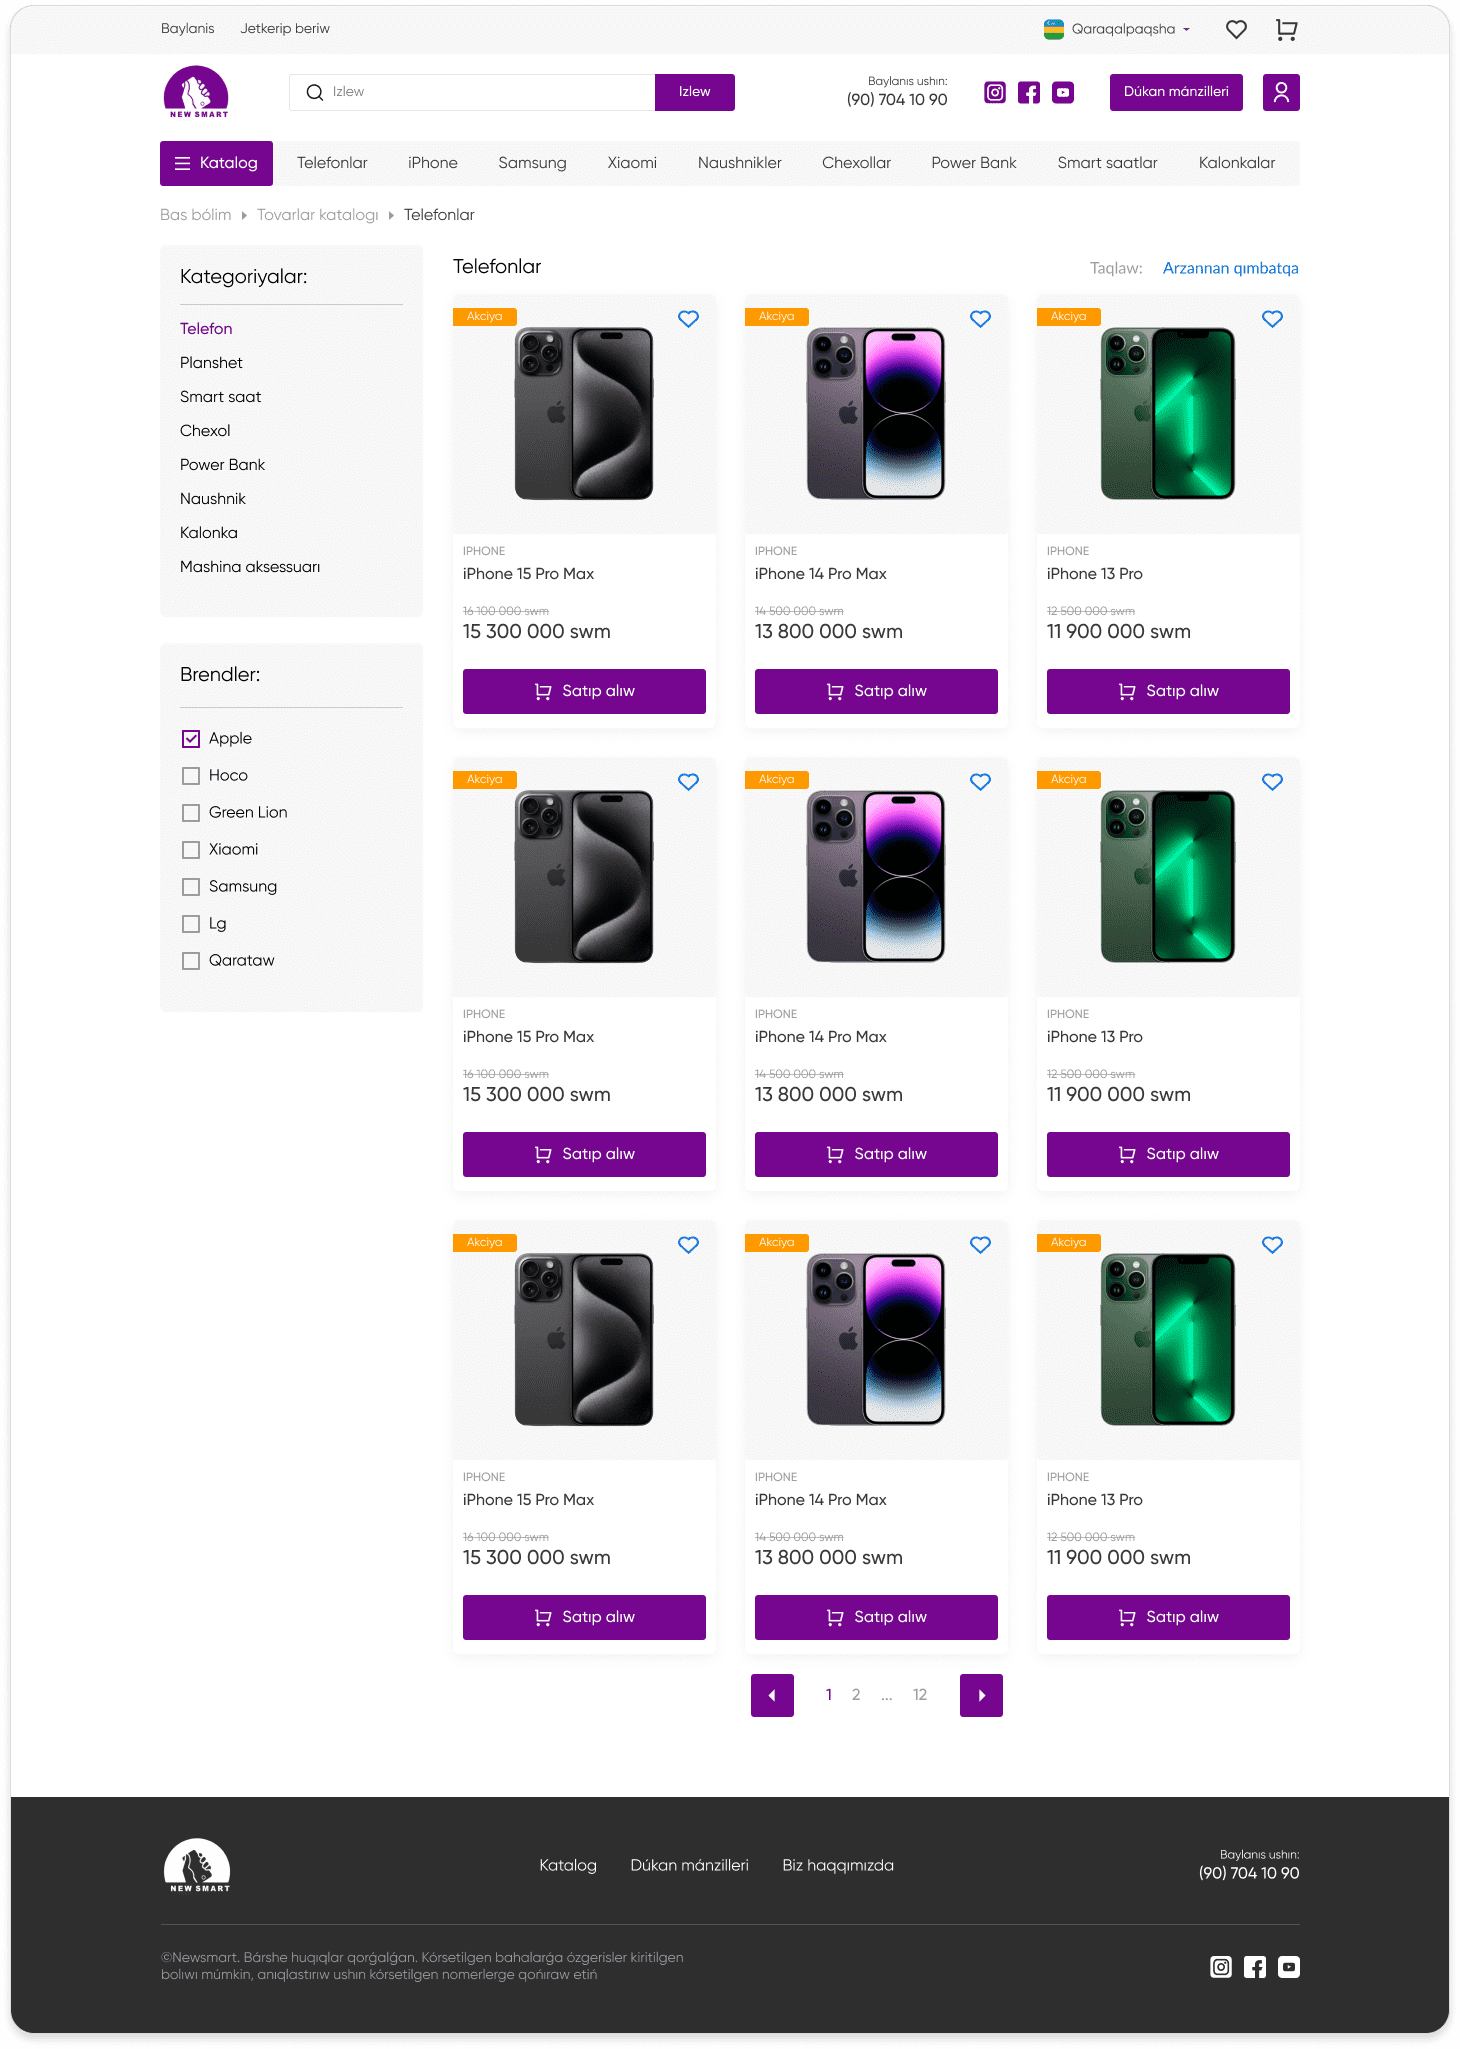 Baylanis
Jetkerip beriw
Qaraqalpaqsha
NEW SMART
Izlew
Izlew
Baylanıs ushın:
(90) 704 10 90
Dúkan mánzilleri
Katalog
Telefonlar
iPhone
Samsung
Xiaomi
Naushnikler
Chexollar
Power Bank
Smart saatlar
Kalonkalar
Bas bólim
Tovarlar katalogı
Telefonlar
Kategoriyalar:
Telefon
Planshet
Smart saat
Chexol
Power Bank
Naushnik
Kalonka
Mashina aksessuarı
Brendler:
Apple
Hoco
Green Lion
Xiaomi
Samsung
Lg
Qarataw
Telefonlar
Taqlaw:
Arzannan qımbatqa
Akciya
IPHONE
iPhone 15 Pro Max
16 100 000 swm
15 300 000 swm
Satıp alıw
Akciya
IPHONE
iPhone 14 Pro Max
14 500 000 swm
13 800 000 swm
Satıp alıw
Akciya
IPHONE
iPhone 13 Pro
12 500 000 swm
11 900 000 swm
Satıp alıw
Akciya
IPHONE
iPhone 15 Pro Max
16 100 000 swm
15 300 000 swm
Satıp alıw
Akciya
IPHONE
iPhone 14 Pro Max
14 500 000 swm
13 800 000 swm
Satıp alıw
Akciya
IPHONE
iPhone 13 Pro
12 500 000 swm
11 900 000 swm
Satıp alıw
Akciya
IPHONE
iPhone 15 Pro Max
16 100 000 swm
15 300 000 swm
Satıp alıw
Akciya
IPHONE
iPhone 14 Pro Max
14 500 000 swm
13 800 000 swm
Satıp alıw
Akciya
IPHONE
iPhone 13 Pro
12 500 000 swm
11 900 000 swm
Satıp alıw
1 2 ... 12
NEW SMART
Katalog
Dúkan mánzilleri
Biz haqqımızda
Baylanıs ushın:
(90) 704 10 90
©Newsmart. Bárshe huqıqlar qorǵalǵan. Kórsetilgen bahalarǵa ózgerisler kiritilgen
bolıwı múmkin, anıqlastırıw ushın kórsetilgen nomerlerge qońıraw etiń